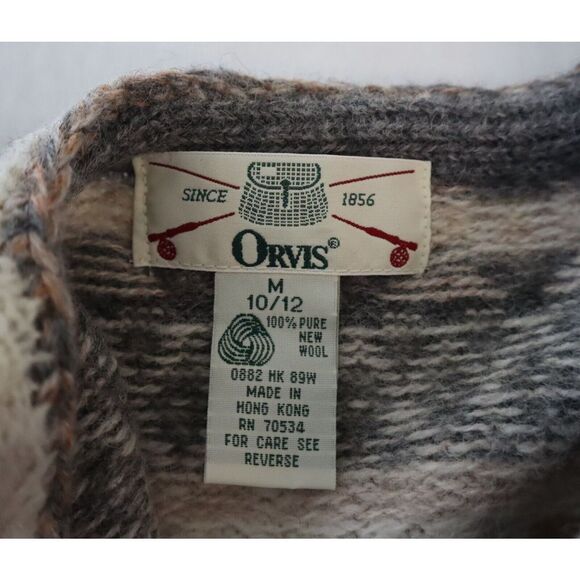 SINCE 1856
ORVIS®
M
10/12
100% PURE
NEW
WOOL
0882 HK 89W
MADE IN
HONG KONG
RN 70534
FOR CARE SEE
REVERSE